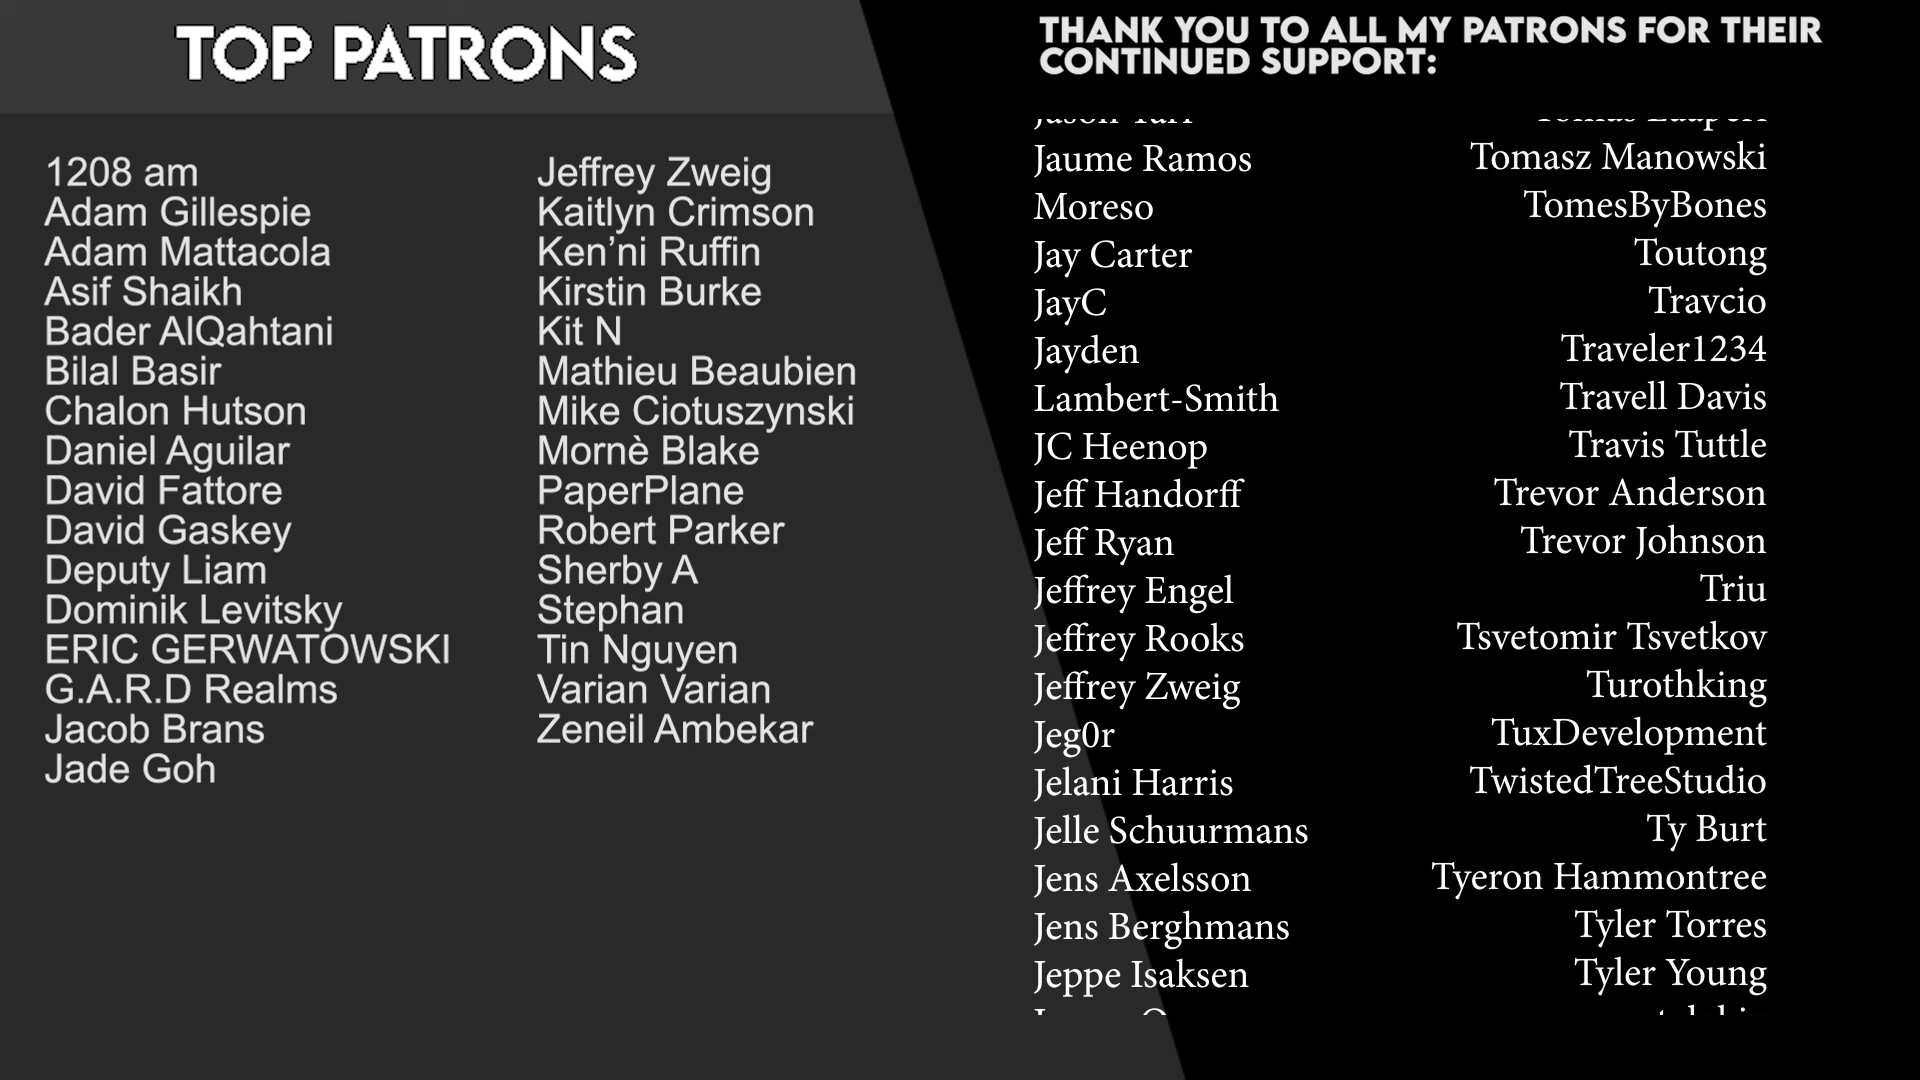 TOP PATRONS
1208 am
Adam Gillespie
Adam Mattacola
Asif Shaikh
Bader AlQahtani
Bilal Basir
Chalon Hutson
Daniel Aguilar
David Fattore
David Gaskey
Deputy Liam
Dominik Levitsky
ERIC GERWATOWSKI
G.A.R.D Realms
Jacob Brans
Jade Goh
Jeffrey Zweig
Kaitlyn Crimson
Ken’ni Ruffin
Kirstin Burke
Kit N
Mathieu Beaubien
Mike Ciotuszynski
Mornè Blake
PaperPlane
Robert Parker
Sherby A
Stephan
Tin Nguyen
Varian Varian
Zeneil Ambekar
THANK YOU TO ALL MY PATRONS FOR THEIR
CONTINUED SUPPORT:
Jaume Ramos
Moreso
Jay Carter
JayC
Jayden
Lambert-Smith
JC Heenop
Jeff Handorff
Jeff Ryan
Jeffrey Engel
Jeffrey Rooks
Jeffrey Zweig
Jeg0r
Jelani Harris
Jelle Schuurmans
Jens Axelsson
Jens Berghmans
Jeppe Isaksen
Tomasz Manowski
TomesByBones
Toutong
Travcio
Traveler1234
Travell Davis
Travis Tuttle
Trevor Anderson
Trevor Johnson
Triu
Tsvetomir Tsvetkov
Turothking
TuxDevelopment
TwistedTreeStudio
Ty Burt
Tyeron Hammontree
Tyler Torres
Tyler Young